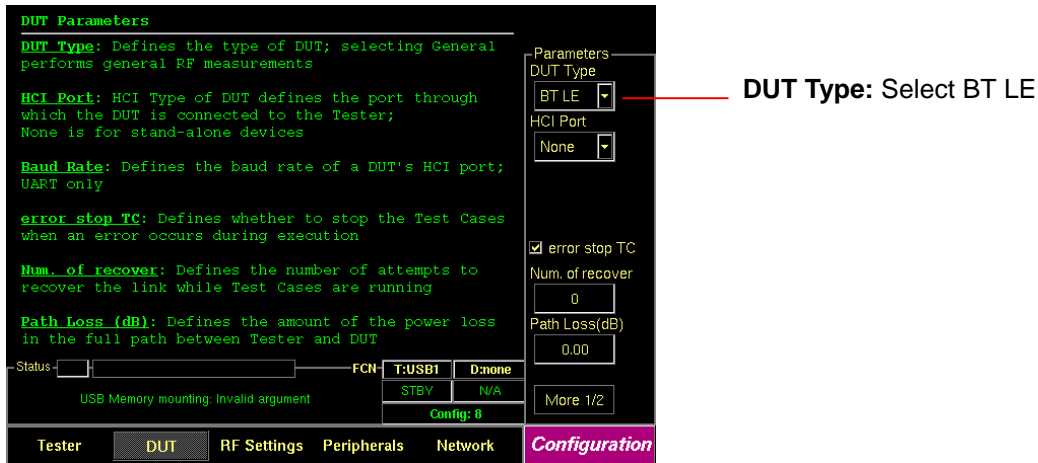 DUT Parameters
DUT Type: Defines the type of DUT; selecting General
performs general RF measurements
HCI Port: HCI Type of DUT defines the port through
which the DUT is connected to the Tester;
None is for stand-alone devices
Baud Rate: Defines the baud rate of a DUT's HCI port;
UART only
error stop TC: Defines whether to stop the Test Cases
when an error occurs during execution
Num. of recover: Defines the number of attempts to
recover the link while Test Cases are running
Path Loss (dB): Defines the amount of the power loss
in the full path between Tester and DUT
Parameters
DUT Type
BT LE
HCI Port
None
error stop TC
Num. of recover
0
Path Loss(dB)
0.00
More 1/2
DUT Type: Select BT LE
Status
FCN
T:USB1
D:none
USB Memory mounting: Invalid argument
STBY
N/A
Config: 8
Tester
DUT
RF Settings
Peripherals
Network
Configuration